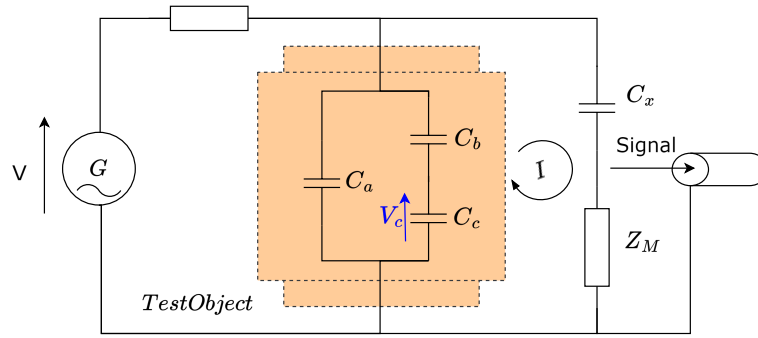 C_x
Signal
G
C_b
I
V
C_a
V_c
C_c
Z_M
TestObject